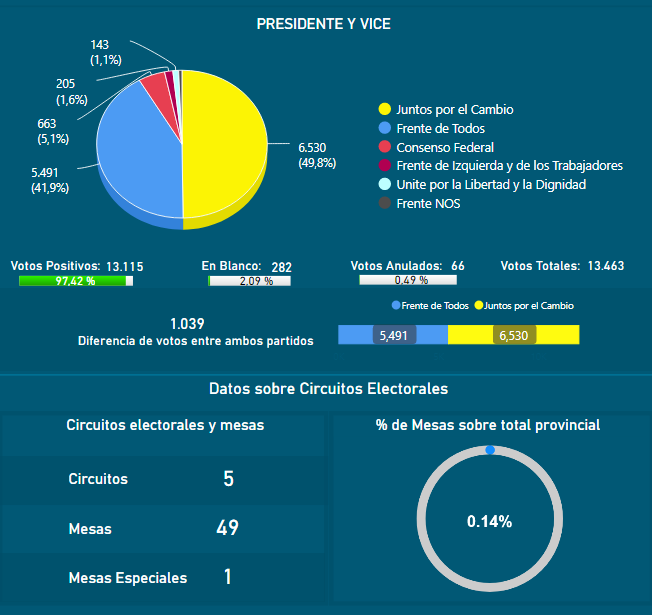 PRESIDENTE Y VICE
143
(1,1%)
205
(1,6%)
663
(5,1%)
5.491
(41,9%)
6.530
(49,8%)
Juntos por el Cambio
Frente de Todos
Consenso Federal
Frente de Izquierda y de los Trabajadores
Unite por la Libertad y la Dignidad
Frente NOS
Votos Positivos: 13.115
97,42 %
En Blanco: 282
2,09 %
Votos Anulados: 66
0,49 %
Votos Totales: 13.463
1.039
Diferencia de votos entre ambos partidos
Frente de Todos Juntos por el Cambio
5,491 6,530
Datos sobre Circuitos Electorales
Circuitos electorales y mesas
Circuitos 5
Mesas 49
Mesas Especiales 1
% de Mesas sobre total provincial
0.14%